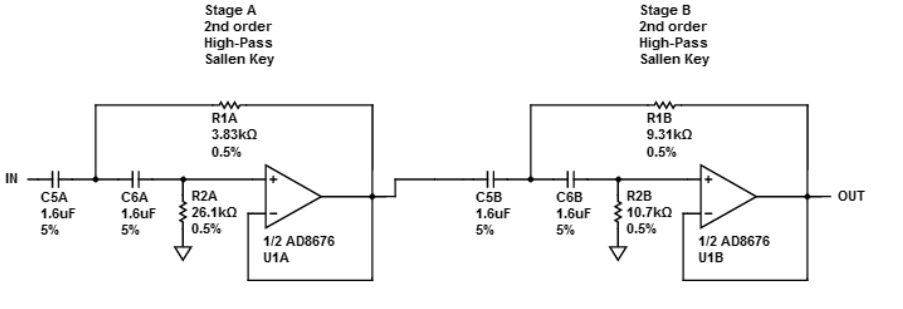 Stage A
2nd order
High-Pass
Sallen Key
Stage B
2nd order
High-Pass
Sallen Key
R1A
3.83kΩ
0.5%
R1B
9.31kΩ
0.5%
IN
C5A
1.6uF
5%
C6A
1.6uF
5%
R2A
26.1kΩ
0.5%
+
-
1/2 AD8676
U1A
C5B
1.6uF
5%
C6B
1.6uF
5%
R2B
10.7kΩ
0.5%
+
-
1/2 AD8676
U1B
OUT